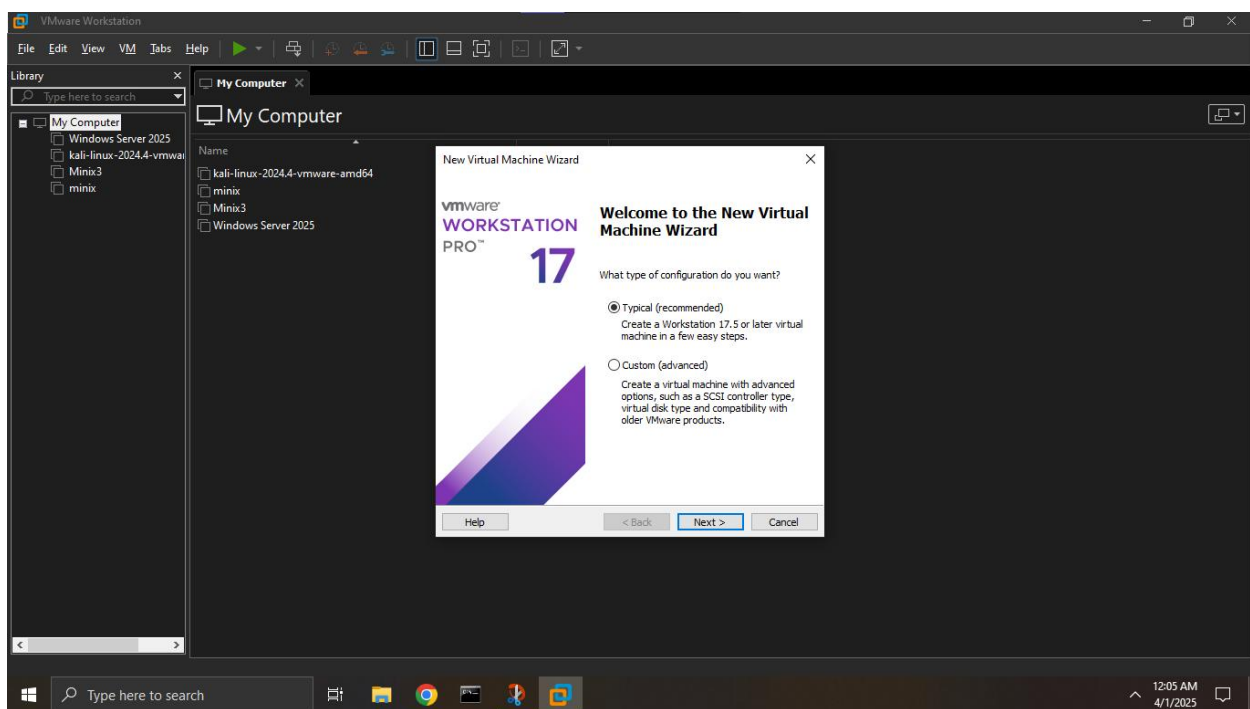 VMware Workstation
File Edit View VM Tabs Help
Library
Type here to search
My Computer
Windows Server 2025
kali-linux-2024.4-vmwar
Minix3
minix
My Computer
My Computer
Name
kali-linux-2024.4-vmware-amd64
minix
Minix3
Windows Server 2025
New Virtual Machine Wizard
vmware
WORKSTATION
PRO™
17
Welcome to the New Virtual
Machine Wizard
What type of configuration do you want?
Typical (recommended)
Create a Workstation 17.5 or later virtual
machine in a few easy steps.
Custom (advanced)
Create a virtual machine with advanced
options, such as a SCSI controller type,
virtual disk type and compatibility with
older VMware products.
Help < Back Next > Cancel
Type here to search
12:05 AM
4/1/2025